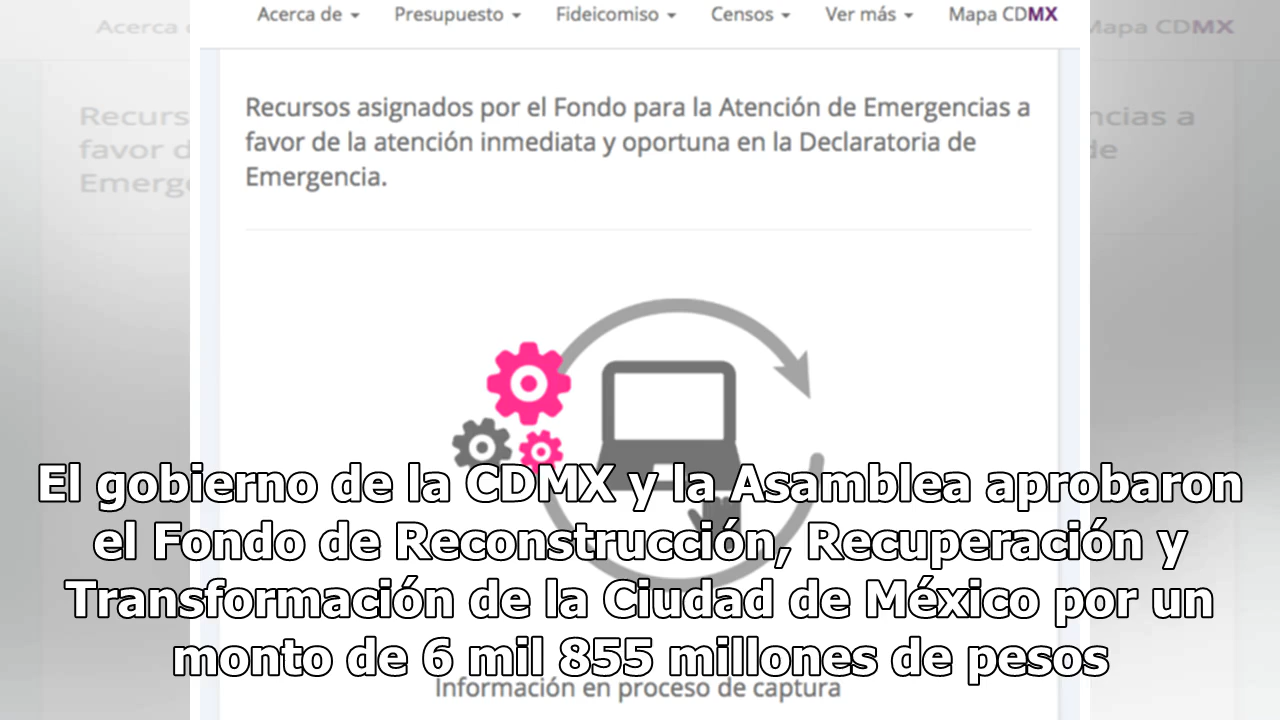 Acerca de Presupuesto Fideicomiso Censos Ver más Mapa CDMX
Recursos asignados por el Fondo para la Atención de Emergencias a
favor de la atención inmediata y oportuna en la Declaratoria de
Emergencia.
El gobierno de la CDMX y la Asamblea aprobaron
el Fondo de Reconstrucción, Recuperación y
Transformación de la Ciudad de México por un
monto de 6 mil 855 millones de pesos
Información en proceso de captura